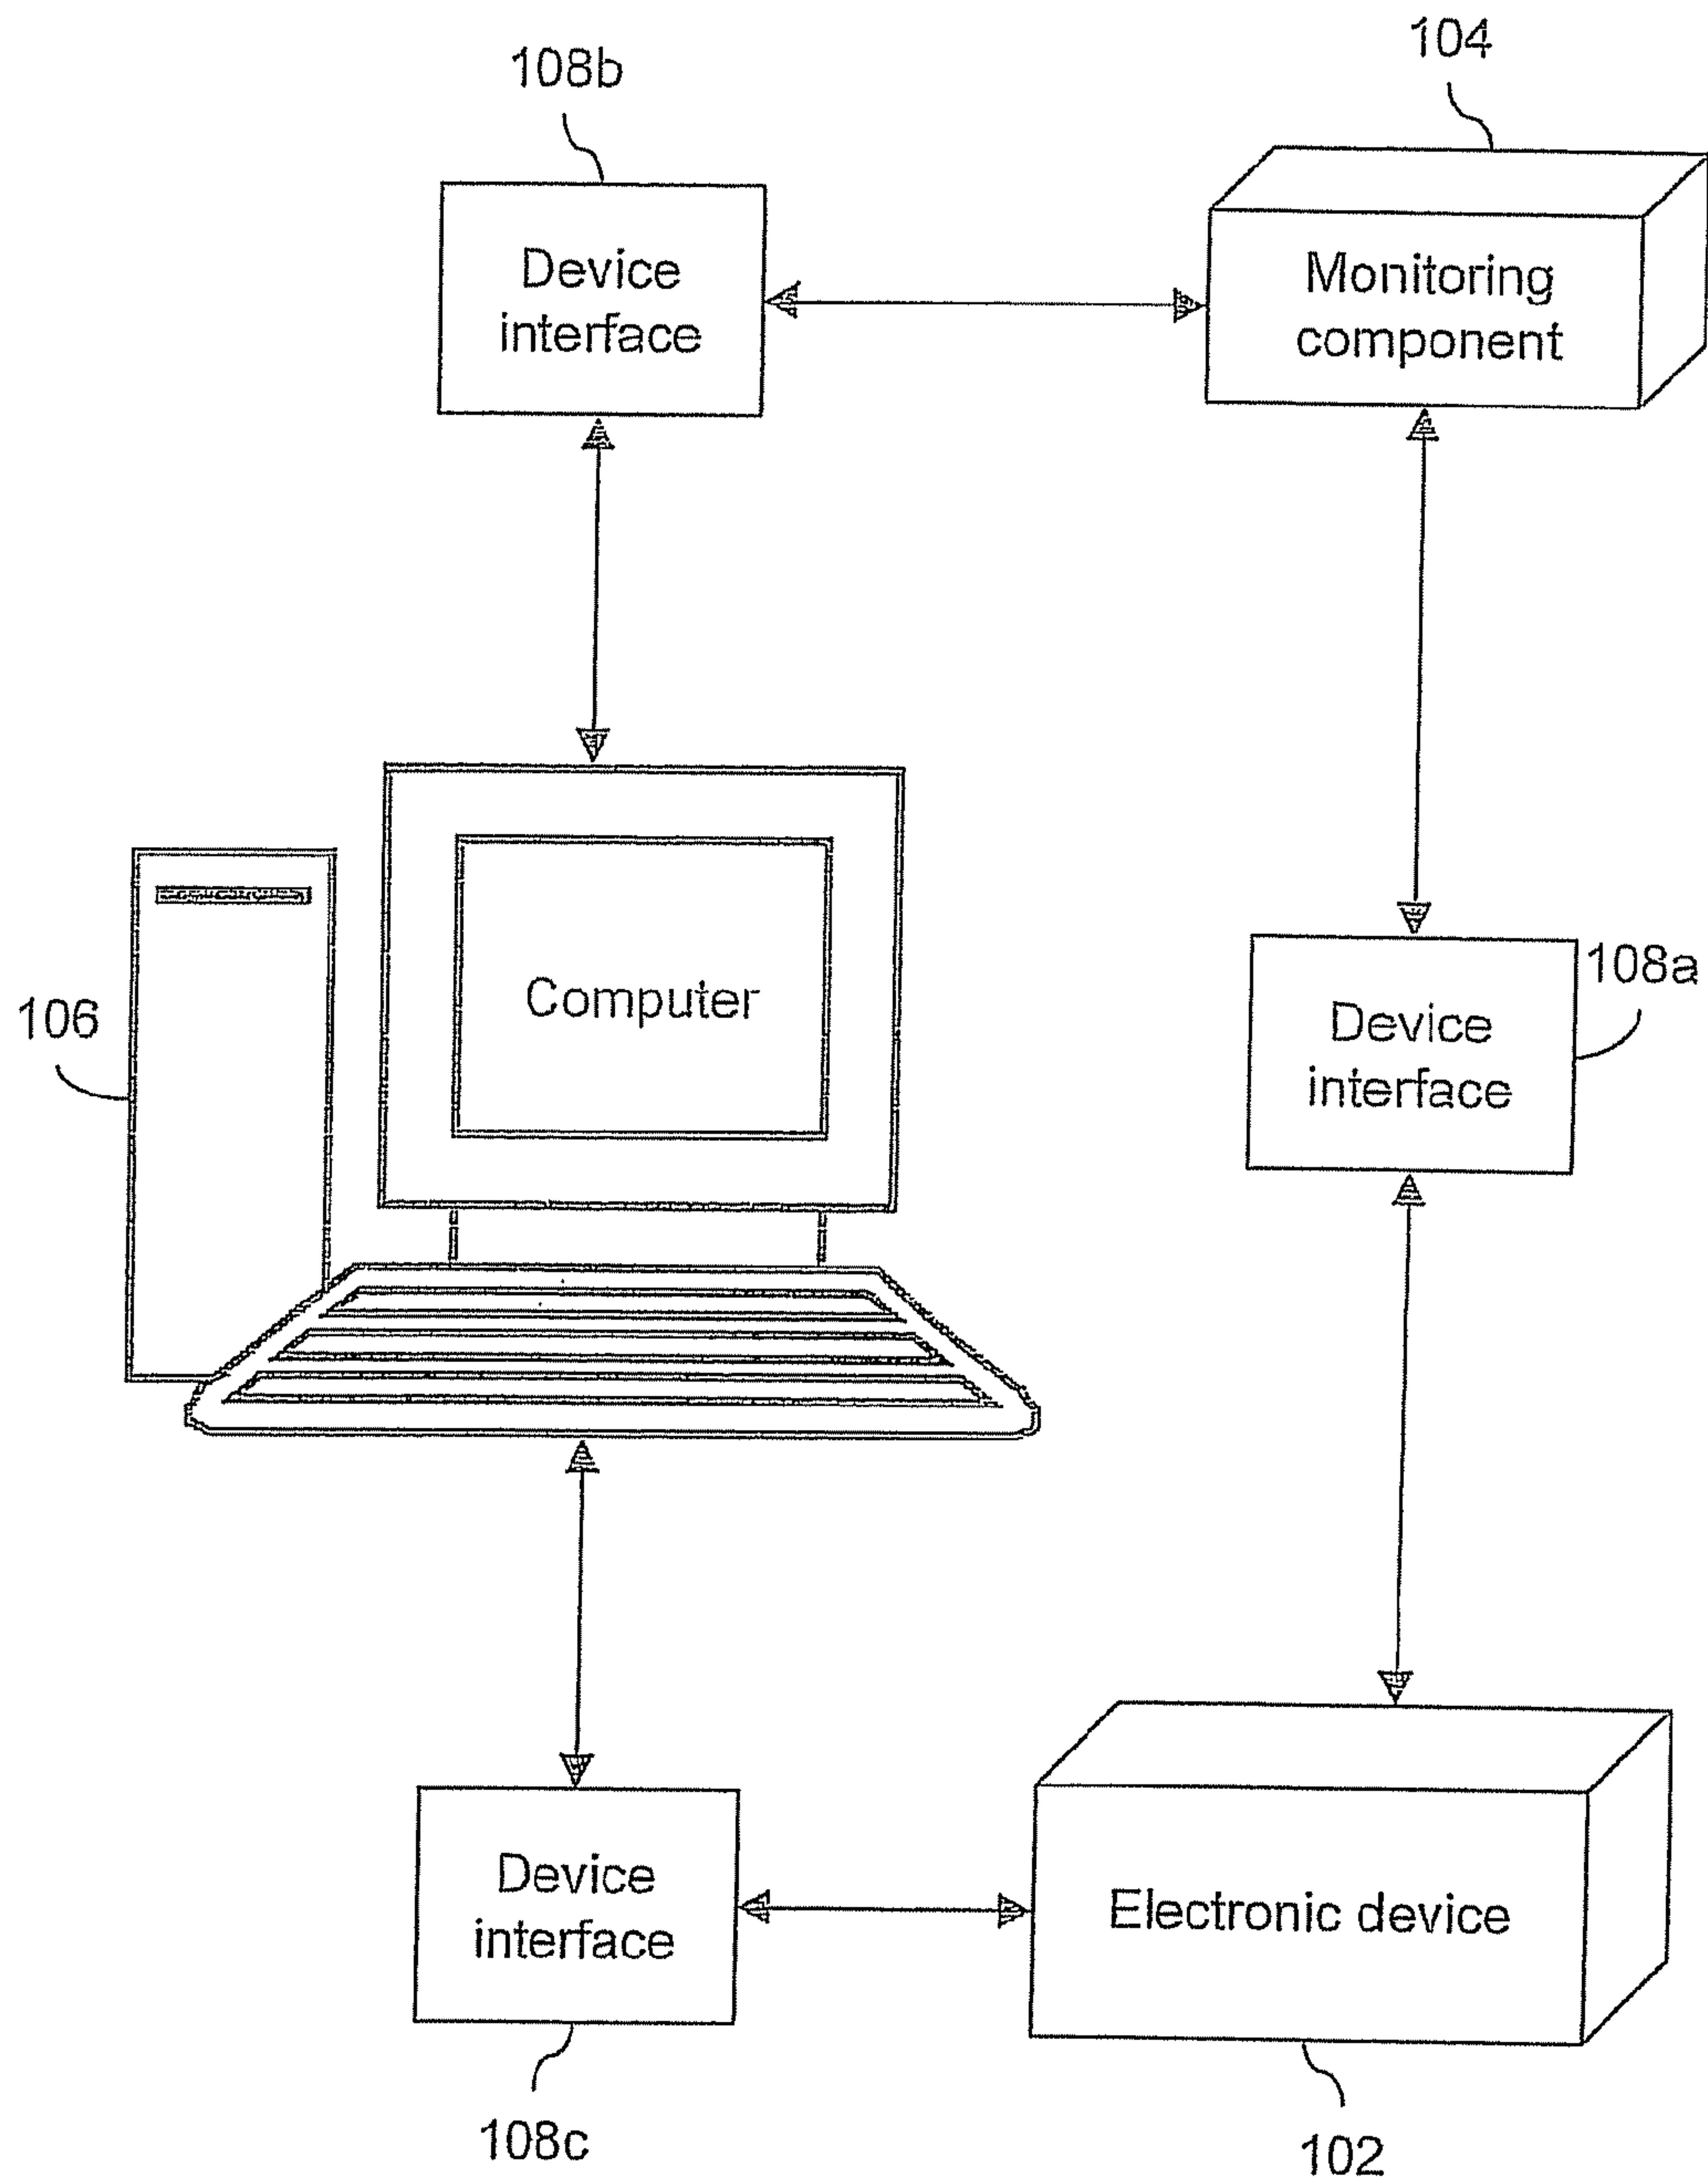 104
108b
Device
interface
Monitoring
component
Computer
106
108a
Device
interface
Device
interface
Electronic device
108c
102